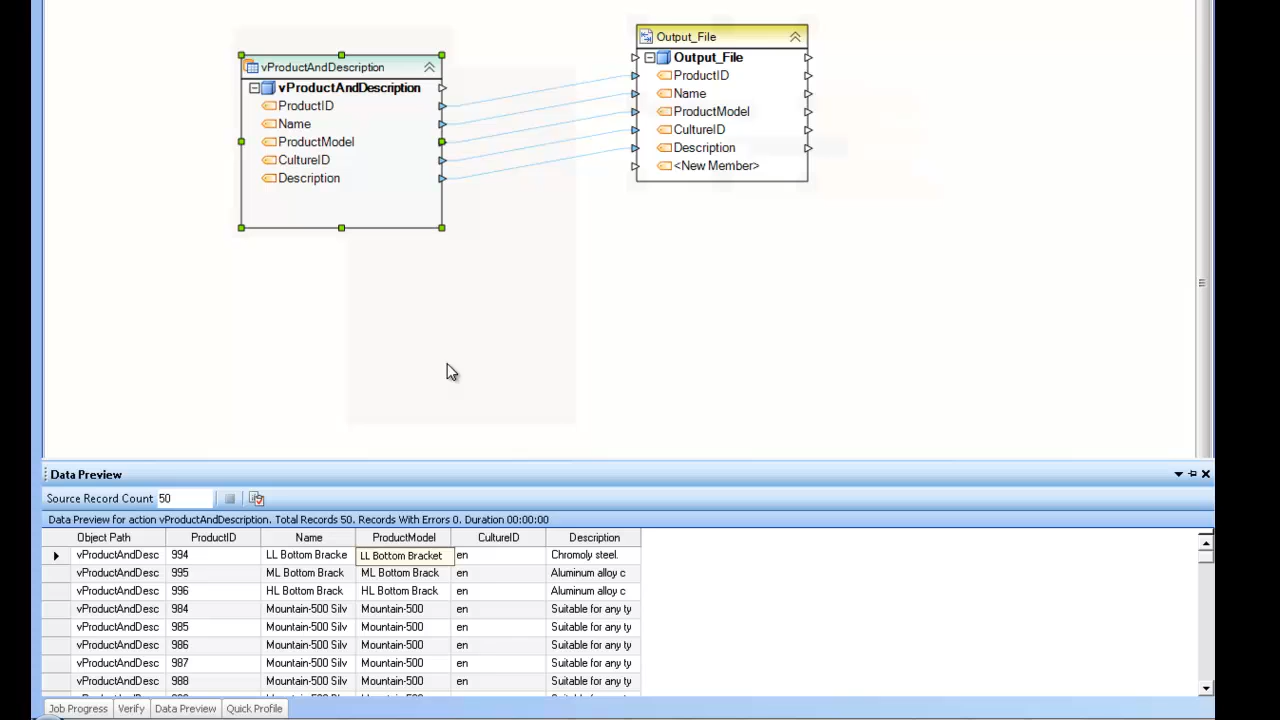 vProductAndDescription
vProductAndDescription
ProductID
Name
ProductModel
CultureID
Description
Output_File
Output_File
ProductID
Name
ProductModel
CultureID
Description
<New Member>
Data Preview
Source Record Count 50
Data Preview for action vProductAndDescription. Total Records 50. Records With Errors 0. Duration 00:00:00
Object Path ProductID Name ProductModel CultureID Description
vProductAndDesc 994 LL Bottom Bracke LL Bottom Bracket en Chromoly steel.
vProductAndDesc 995 ML Bottom Brack ML Bottom Brack en Aluminum alloy c
vProductAndDesc 996 HL Bottom Brack HL Bottom Brack en Aluminum alloy c
vProductAndDesc 984 Mountain-500 Silv Mountain-500 en Suitable for any ty
vProductAndDesc 985 Mountain-500 Silv Mountain-500 en Suitable for any ty
vProductAndDesc 986 Mountain-500 Silv Mountain-500 en Suitable for any ty
vProductAndDesc 987 Mountain-500 Silv Mountain-500 en Suitable for any ty
vProductAndDesc 988 Mountain-500 Silv Mountain-500 en Suitable for any ty
Job Progress Verify Data Preview Quick Profile